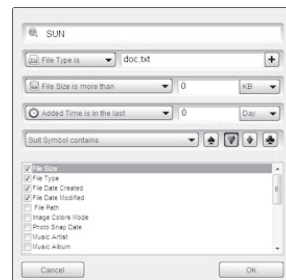 SUN
File Type is doc,txt +
File Size is more than 0 KB
Added Time is in the last 0 Day
Suit Symbol contains
File Size
File Type
File Date Created
File Date Modified
File Path
Image Colors Mode
Photo Snap Date
Music Artist
Music Album
Cancel OK